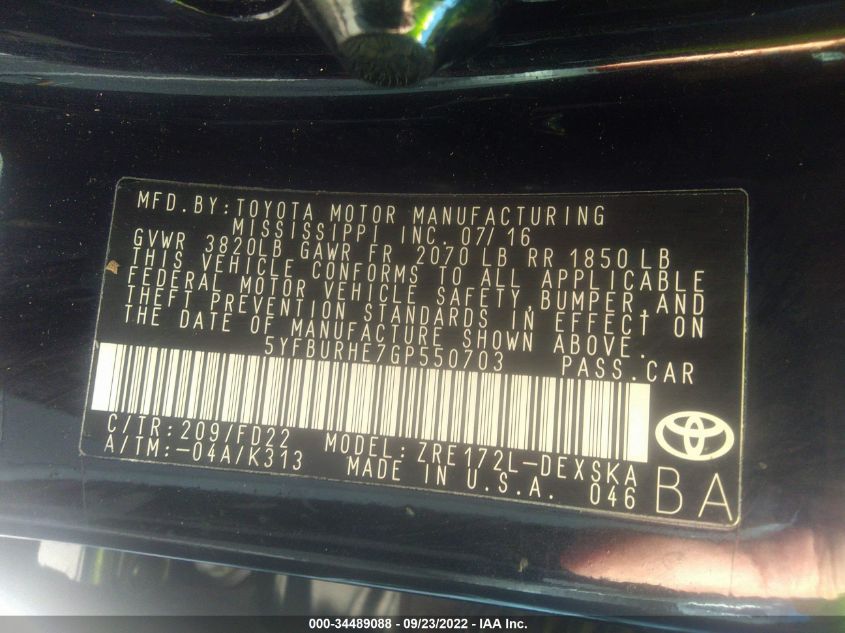 MFD.BY:TOYOTA MOTOR MANUFACTURING
MISSISSIPPI INC. 07/16
GVWR 3820LB GAWR FR 2070 LB RR 1850 LB
THIS VEHICLE CONFORMS TO ALL APPLICABLE
FEDERAL MOTOR VEHICLE SAFETY,BUMPER,AND
THEFT PREVENTION STANDARDS IN EFFECT ON
THE DATE OF MANUFACTURE SHOWN ABOVE.
5YFBURHE7GP550703 PASS.CAR
C/TR:209/FD22 MODEL:ZRE172L-DEXSKA
A/TM:-04A/K313 MADE IN U.S.A. 046
BA
000-34489088 - 09/23/2022 - IAA Inc.